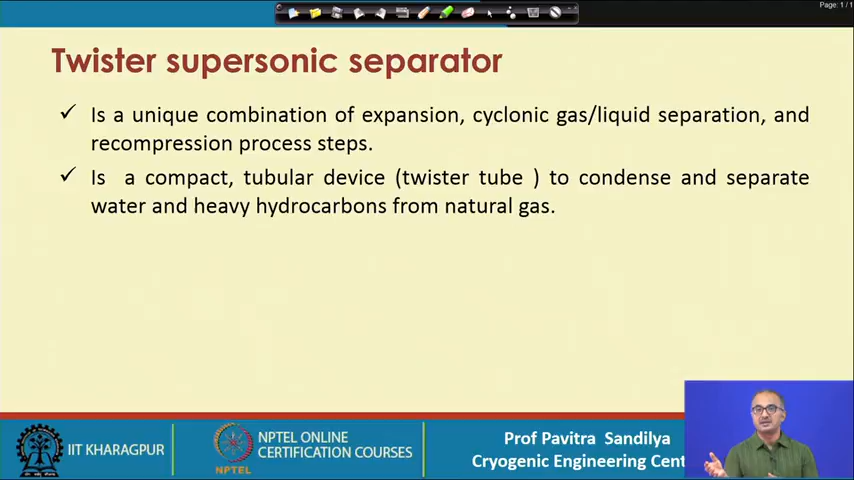 Page: 1 / 1
Twister supersonic separator
✓ Is a unique combination of expansion, cyclonic gas/liquid separation, and
recompression process steps.
✓ Is a compact, tubular device (twister tube ) to condense and separate
water and heavy hydrocarbons from natural gas.
IIT KHARAGPUR
NPTEL
NPTEL ONLINE
CERTIFICATION COURSES
Prof Pavitra Sandilya
Cryogenic Engineering Cent